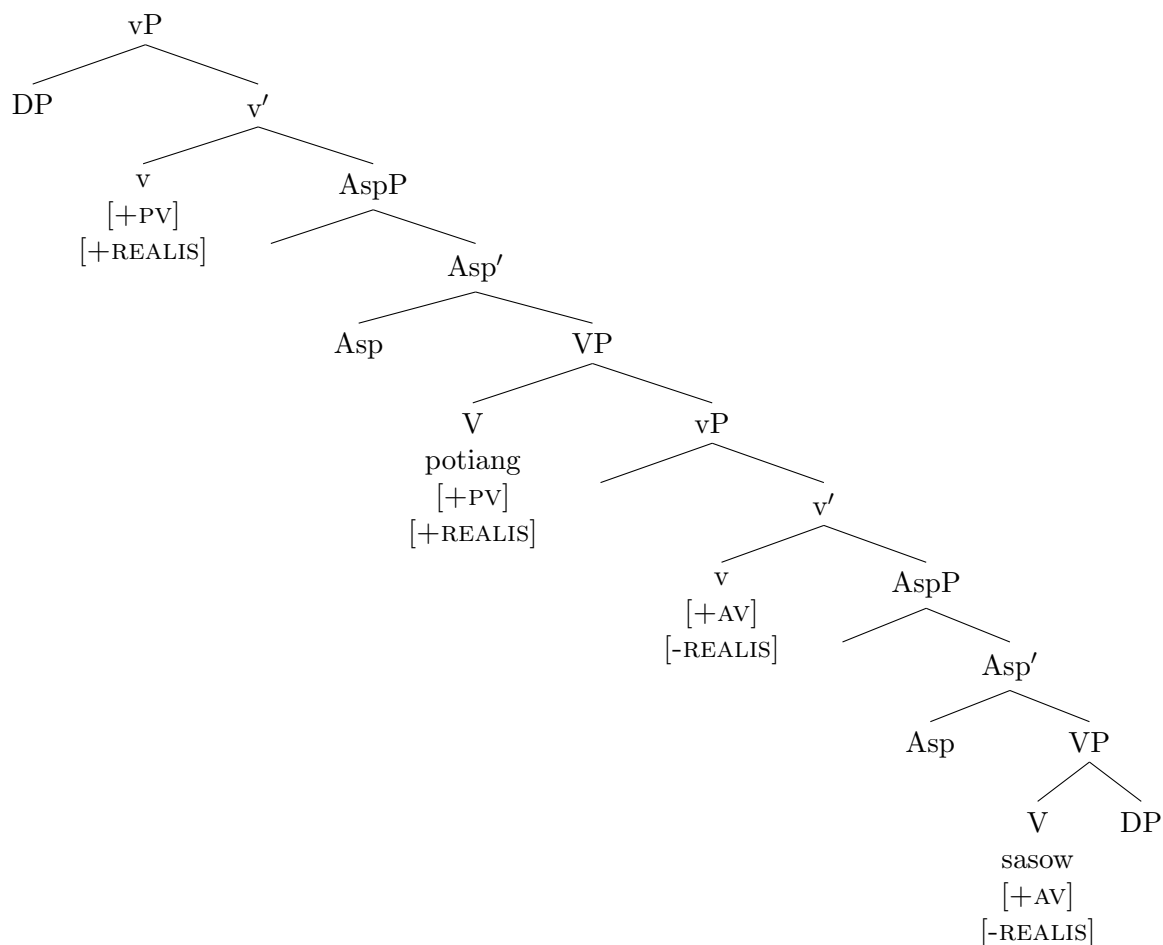 vP
DP
v′
v
[+PV]
[+REALIS]
AspP
Asp′
Asp
VP
V
potiang
[+PV]
[+REALIS]
vP
v′
v
[+AV]
[-REALIS]
AspP
Asp′
Asp
VP
V
sasow
[+AV]
[-REALIS]
DP